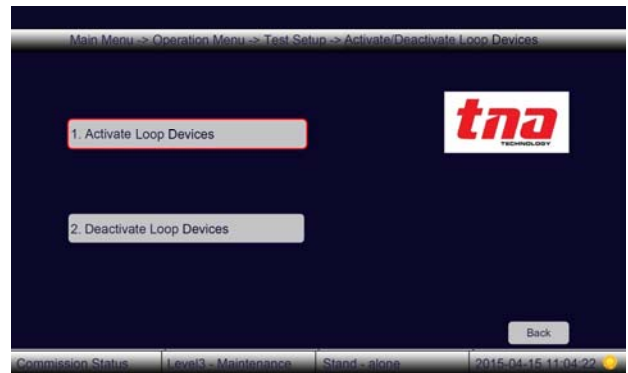 Main Menu -> Operation Menu -> Test Setup -> Activate/Deactivate Loop Devices
tna
TECHNOLOGY
1. Activate Loop Devices
2. Deactivate Loop Devices
Back
Commission Status Level3 - Maintenance Stand - alone 2015-04-15 11:04:22